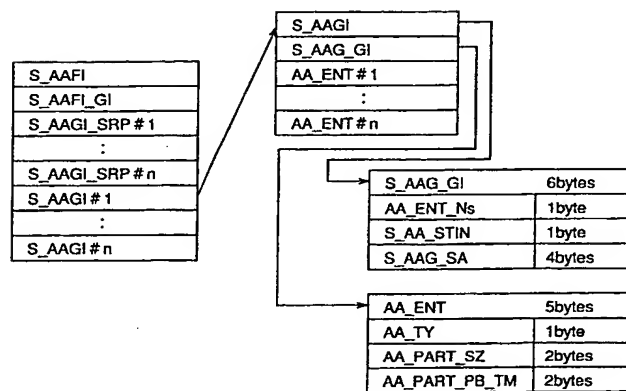 S_AAFI
S_AAFI_GI
S_AAGI_SRP # 1
:
S_AAGI_SRP # n
S_AAGI # 1
:
S_AAGI # n
S_AAGI
S_AAG_GI
AA_ENT # 1
:
AA_ENT # n
S_AAG_GI 6bytes
AA_ENT_Ns 1byte
S_AA_STIN 1byte
S_AAG_SA 4bytes
AA_ENT 5bytes
AA_TY 1byte
AA_PART_SZ 2bytes
AA_PART_PB_TM 2bytes